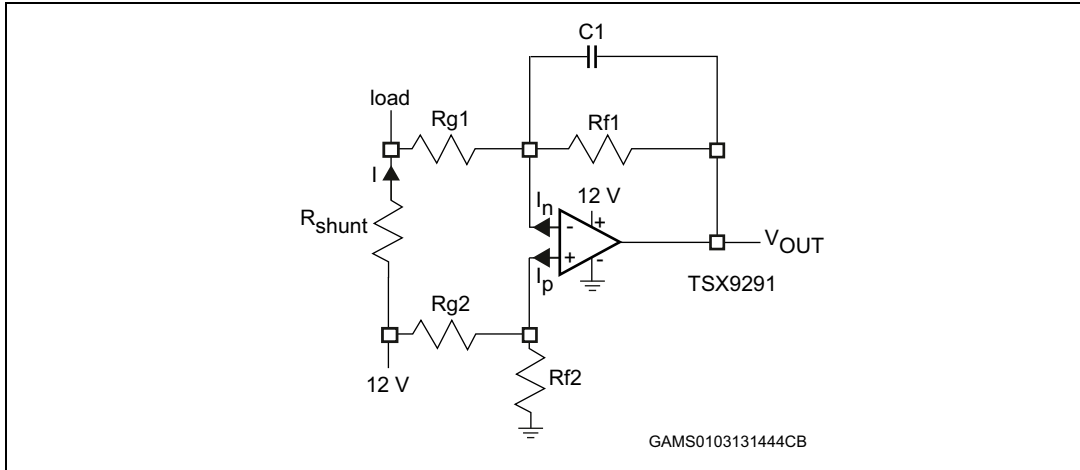 C1
load
Rg1
Rf1
I
Rshunt
In
12 V
+
-
+
-
Ip
VOUT
TSX9291
Rg2
12 V
Rf2
GAMS0103131444CB